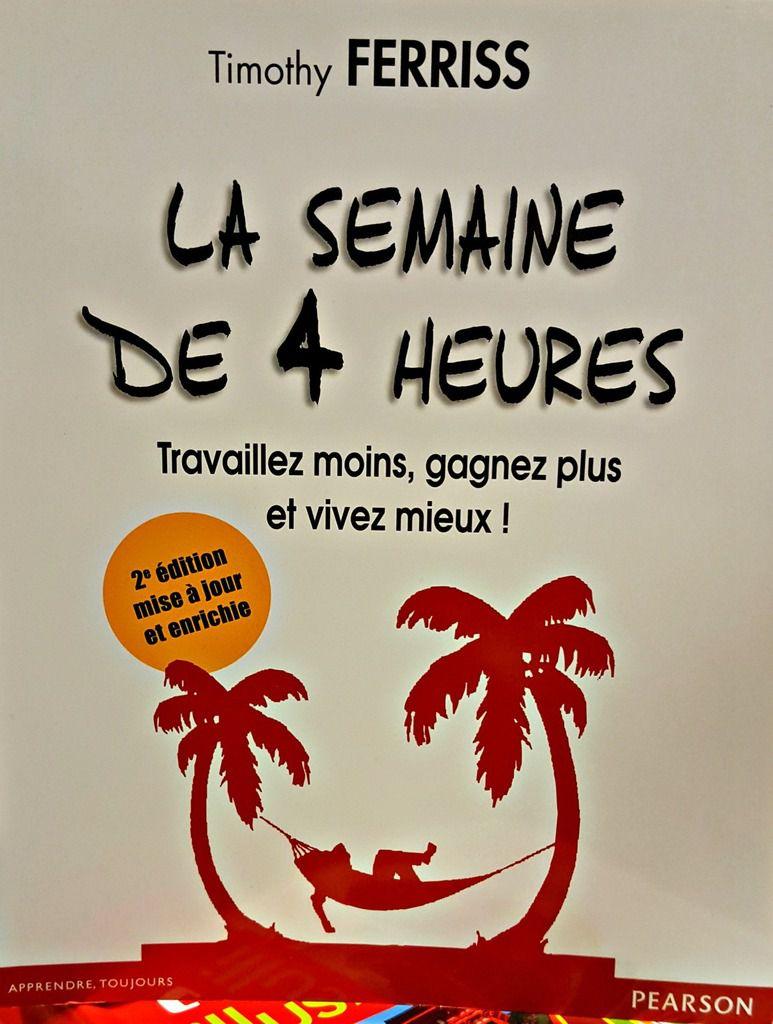 Timothy FERRISS
LA SEMAINE
DE 4 HEURES
Travaillez moins, gagnez plus
et vivez mieux !
2e édition
mise à jour
et enrichie
APPRENDRE, TOUJOURS
PEARSON